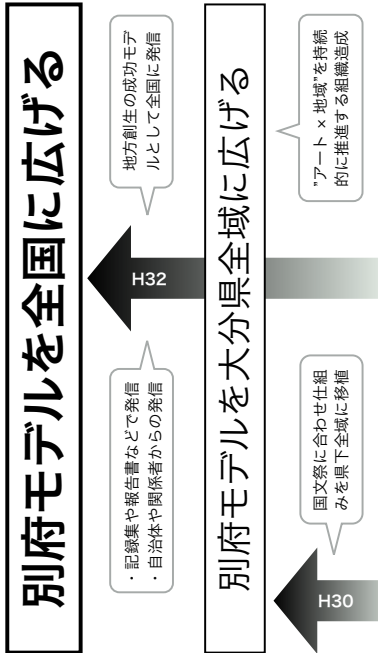 別府モデルを全国に広げる
地方創生の成功モデ
ルとして全国に発信
H32
・記録集や報告書などで発信
・自治体や関係者からの発信
別府モデルを大分県全域に広げる
"アート × 地域"を持続
的に推進する組織造成
国文祭に合わせ仕組
みを県下全域に移植
H30